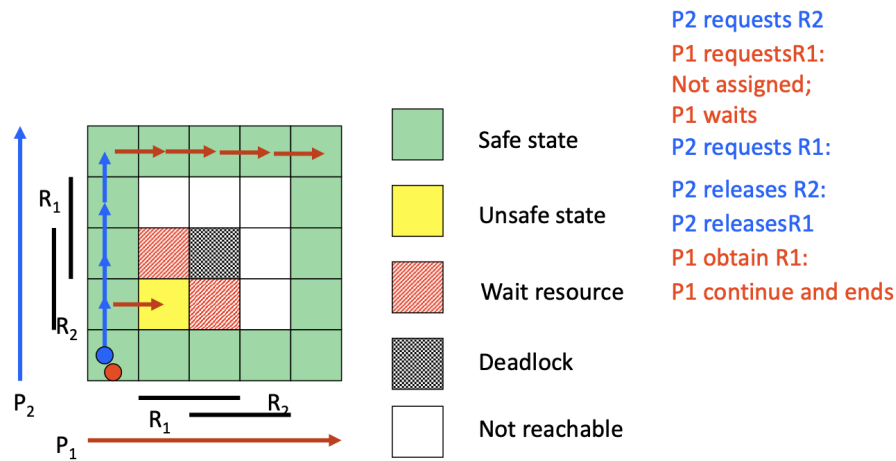 P2 requests R2
P1 requestsR1:
Not assigned;
P1 waits
P2 requests R1:
P2 releases R2:
P2 releasesR1
P1 obtain R1:
P1 continue and ends
Safe state
Unsafe state
Wait resource
Deadlock
Not reachable
R1
R2
P2
R1
R2
P1